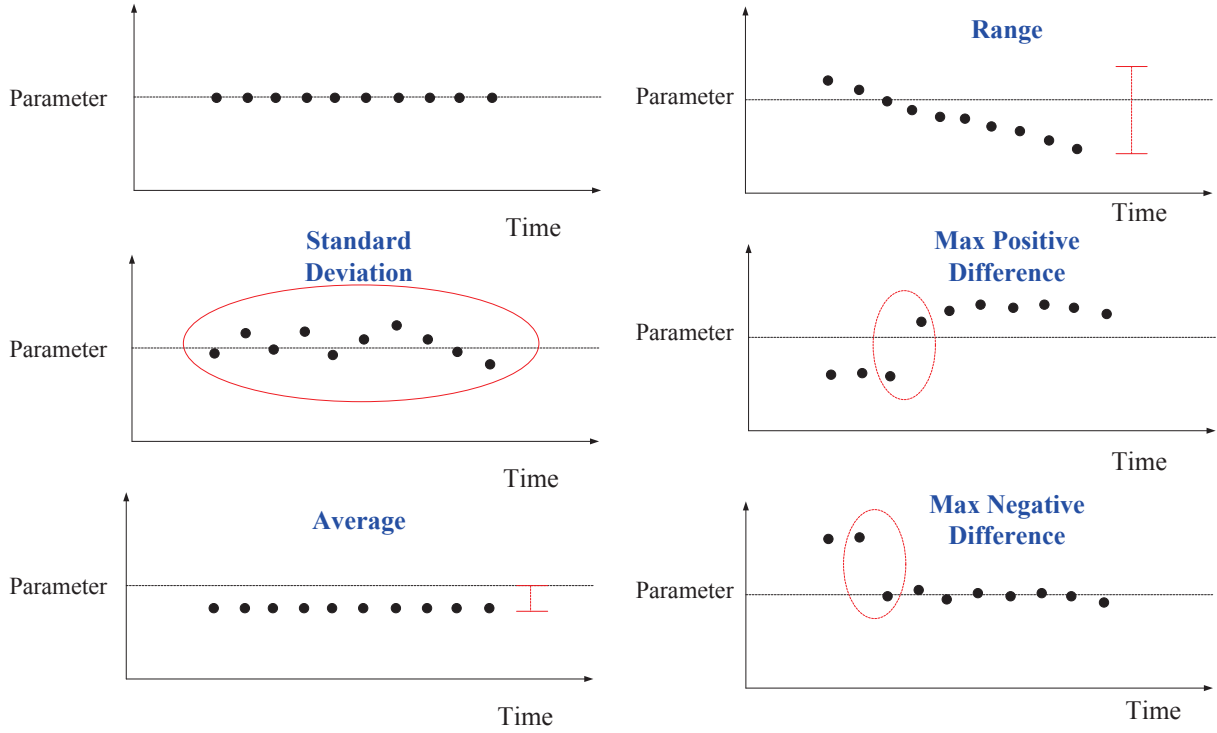 Parameter
Time
Range
Parameter
Time
Standard
Deviation
Parameter
Time
Max Positive
Difference
Parameter
Time
Average
Parameter
Time
Max Negative
Difference
Parameter
Time